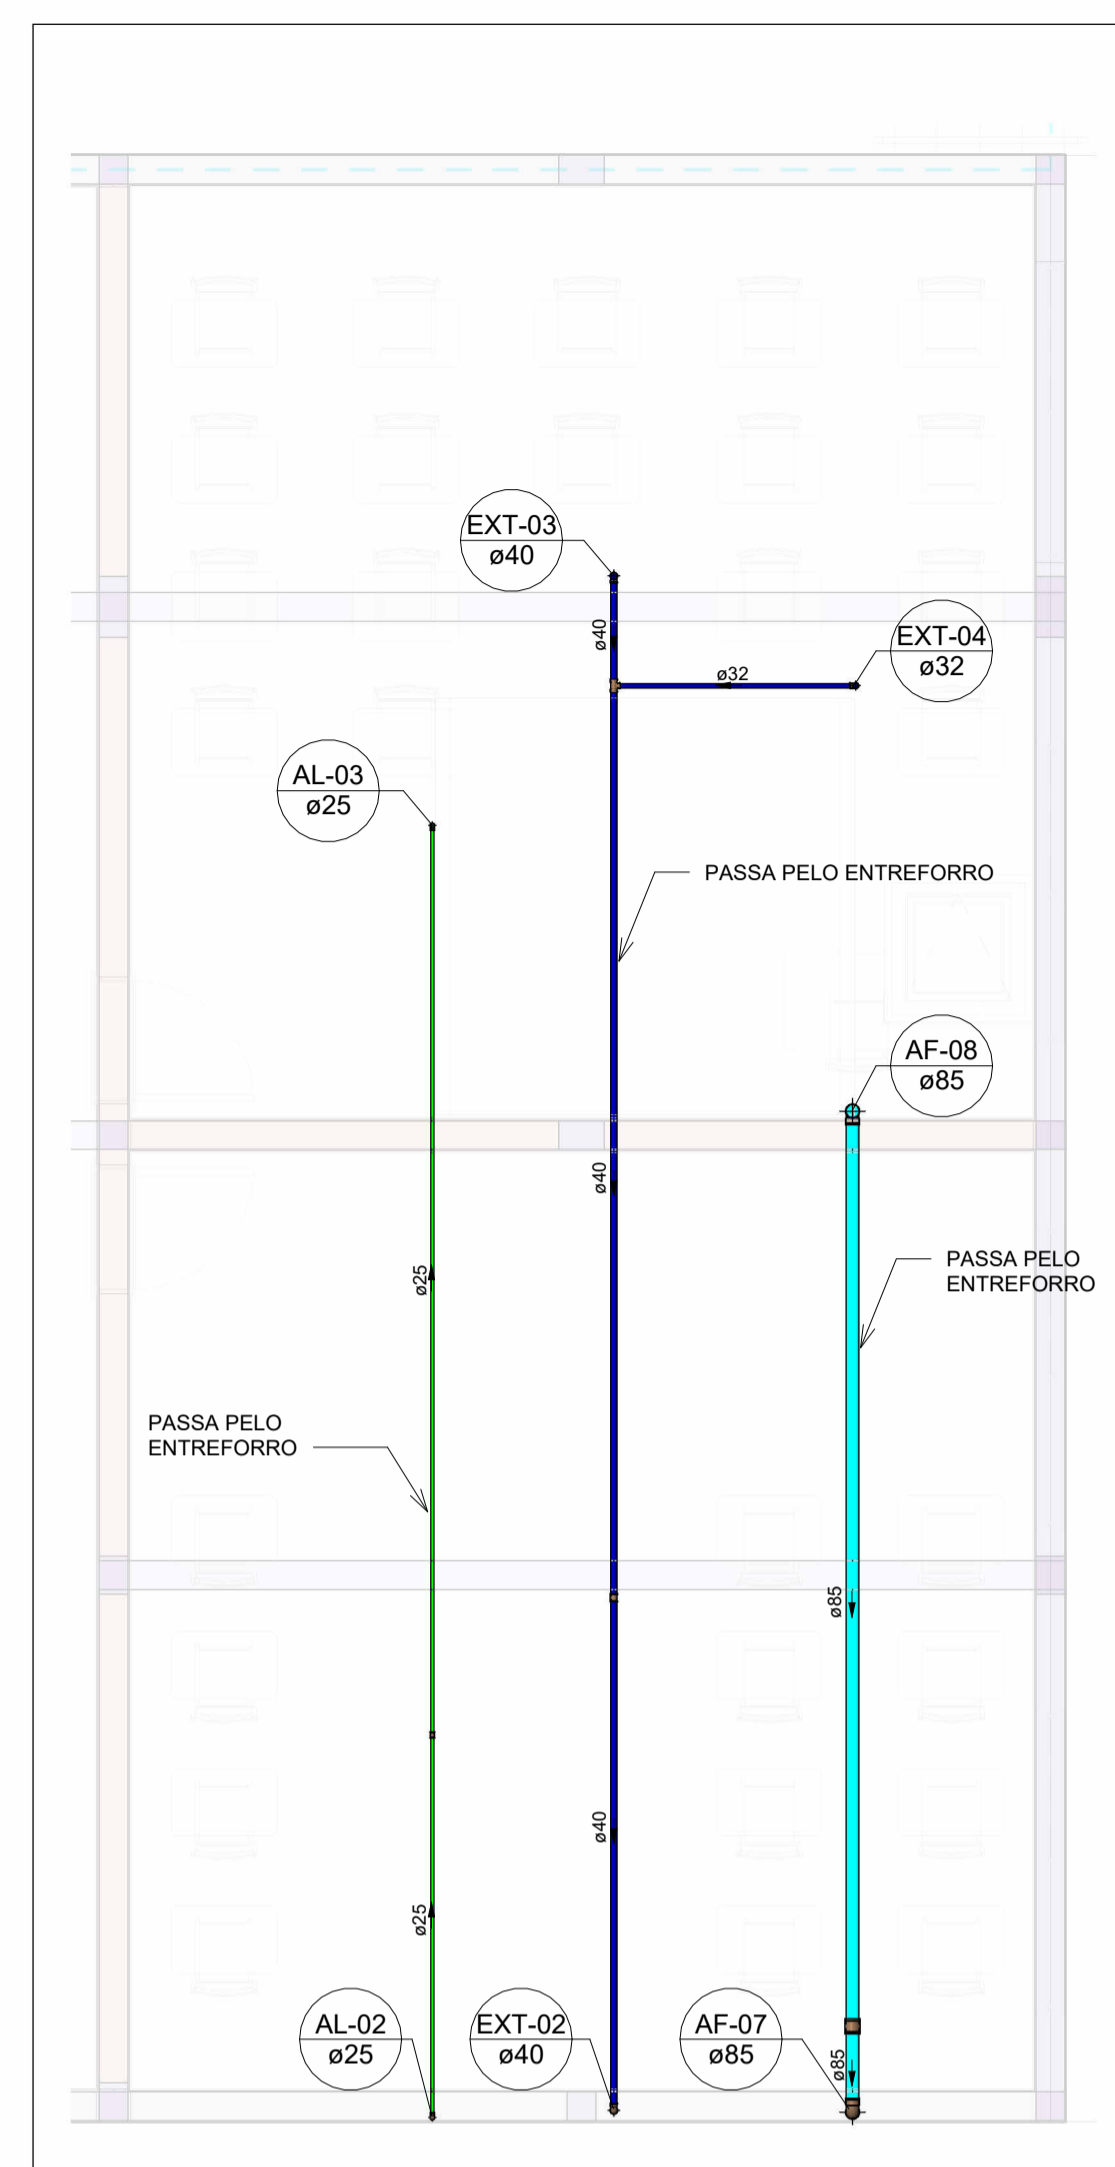 EXT-03
ø40
EXT-04
ø32
ø40
ø32
AL-03
ø25
PASSA PELO ENTREFORRO
AF-08
ø85
ø40
ø25
PASSA PELO
ENTREFORRO
PASSA PELO
ENTREFORRO
ø85
ø40
ø25
AL-02
ø25
EXT-02
ø40
AF-07
ø85
ø85